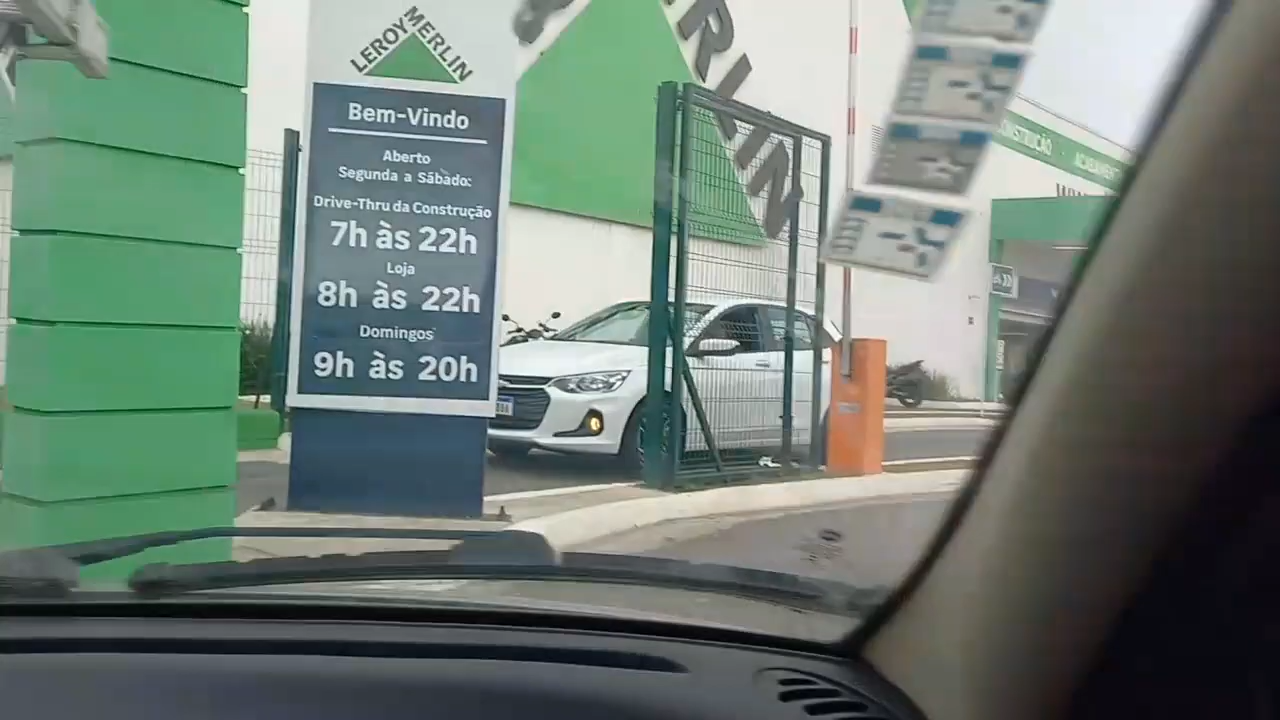 LEROY MERLIN
Bem-Vindo
Aberto
Segunda a Sábado:
Drive-Thru da Construção
7h às 22h
Loja
8h às 22h
Domingos
9h às 20h
RLIN